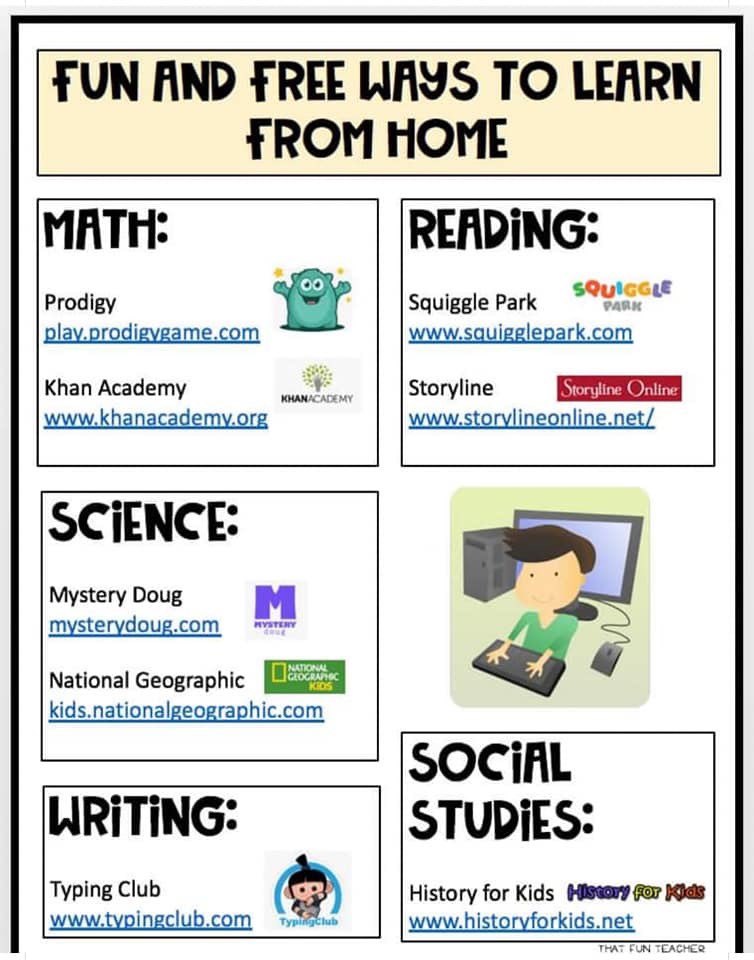 FUN AND FREE WAYS TO LEARN
FROM HOME
MATH:
Prodigy
play.prodigygame.com
Khan Academy
KHANACADEMY
www.khanacademy.org
READiNG:
Squiggle Park
SQUIGGLE
PARK
www.squigglepark.com
Storyline
Storyline Online
www.storylineonline.net/
SCiENCE:
Mystery Doug
M
MYSTERY
doug
mysterydoug.com
National Geographic
NATIONAL
GEOGRAPHIC
KiDS
kids.nationalgeographic.com
WRiTiNG:
Typing Club
TypingClub
www.typingclub.com
SOCiAL
STUDiES:
History for Kids
History for Kids
www.historyforkids.net
THAT FUN TEACHER